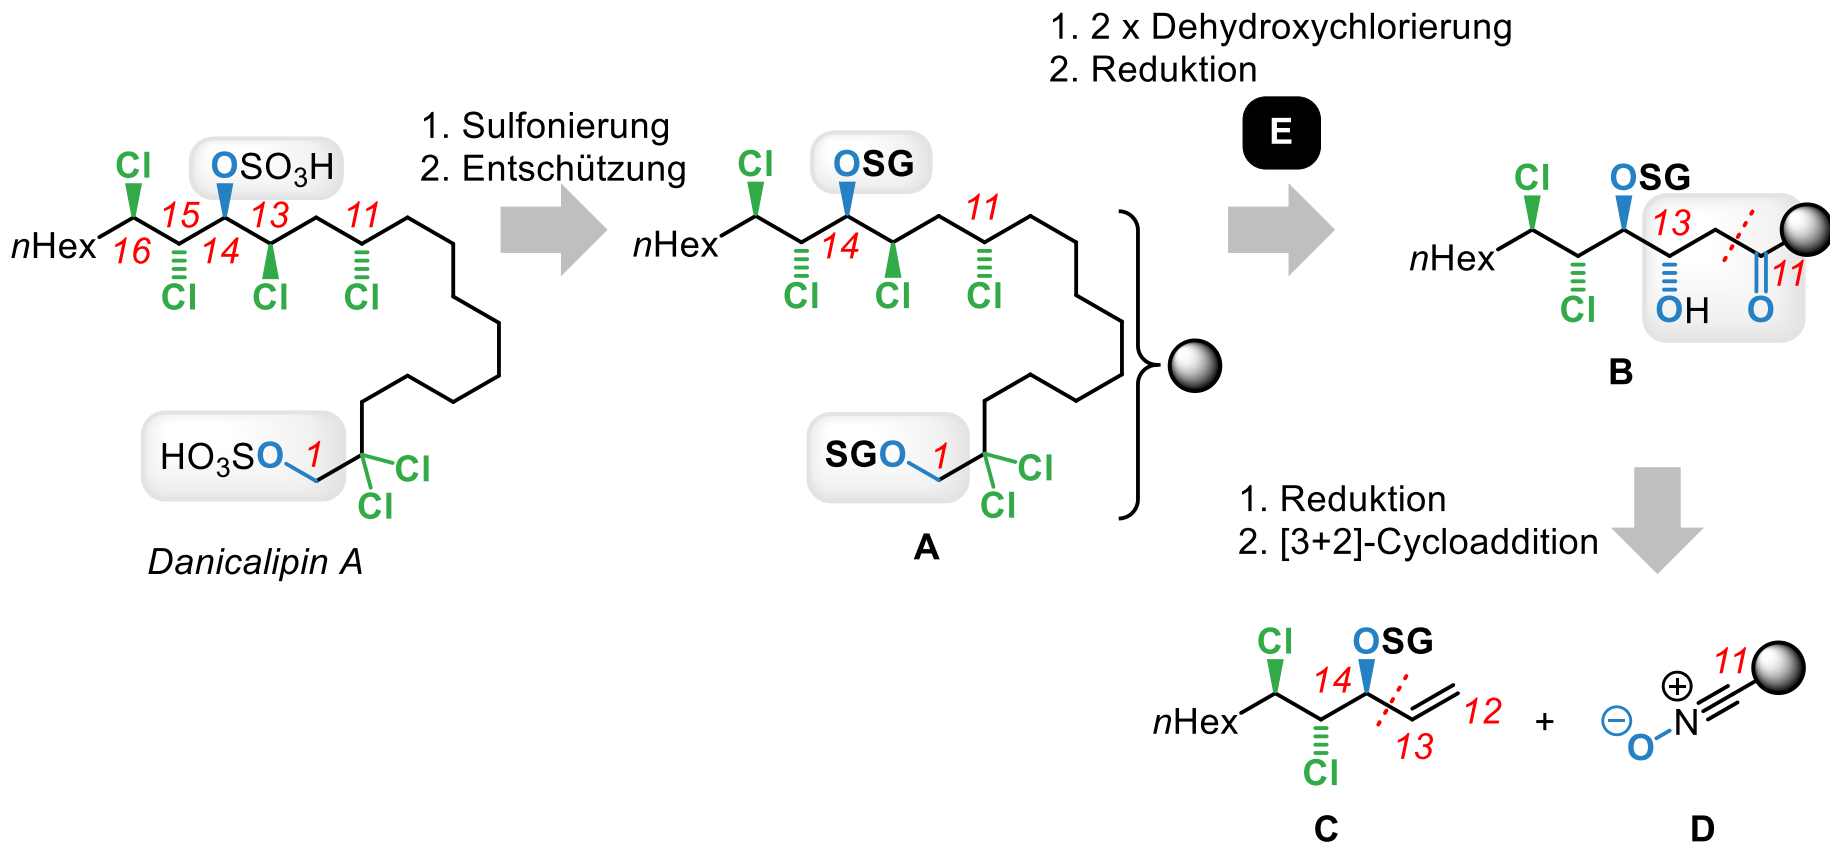 1. 2 x Dehydroxychlorierung
2. Reduktion
E
1. Sulfonierung
2. Entschützung
Cl
OSO3H
15
13
11
nHex
16
14
Cl
Cl
Cl
HO3SO
1
Cl
Cl
Danicalipin A
Cl
OSG
11
nHex
14
Cl
Cl
Cl
SGO
1
Cl
Cl
A
Cl
OSG
13
nHex
11
Cl
OH
O
B
1. Reduktion
2. [3+2]-Cycloaddition
Cl
OSG
14
12
nHex
13
Cl
C
+
11
⊕
⊖
O
N
D